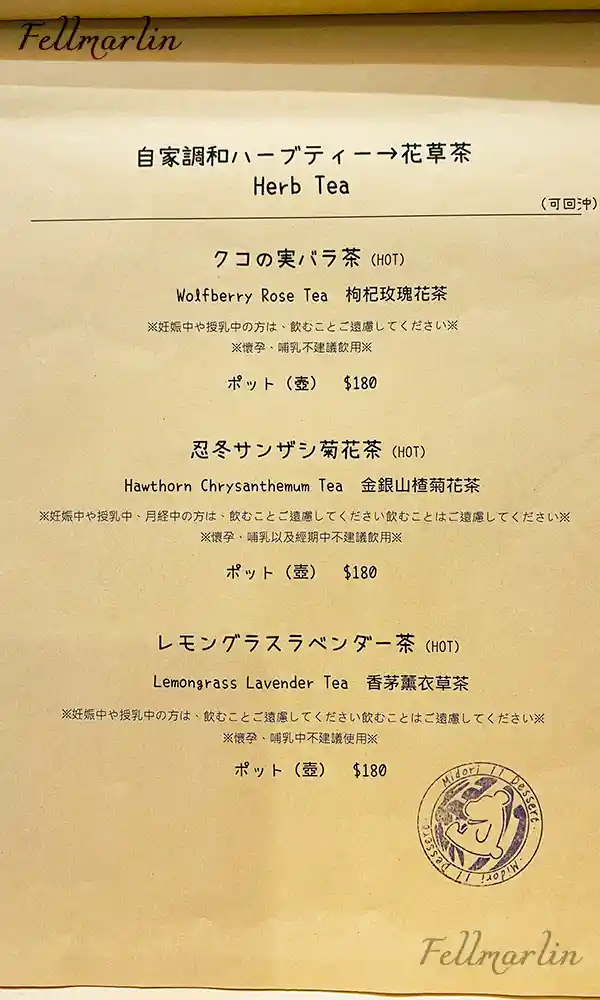 Fellmarlin
自家調和ハーブティー→花草茶
Herb Tea
(可回沖)
クコの実バラ茶 (HOT)
Wolfberry Rose Tea 枸杞玫瑰花茶
※妊娠中や授乳中の方は、飲むことご遠慮してください※
※懷孕、哺乳不建議飲用※
ポット（壺） $180
忍冬サンザシ菊花茶 (HOT)
Hawthorn Chrysanthemum Tea 金銀山楂菊花茶
※妊娠中や授乳中、月経中の方は、飲むことご遠慮してください飲むことはご遠慮してください※
※懷孕、哺乳以及經期中不建議飲用※
ポット（壺） $180
レモングラスラベンダー茶 (HOT)
Lemongrass Lavender Tea 香茅薰衣草茶
※妊娠中や授乳中の方は、飲むことご遠慮してください飲むことはご遠慮してください※
※懷孕、哺乳中不建議使用※
ポット（壺） $180
Midori 11 Dessert
Midori 11 Dessert
Fellmarlin